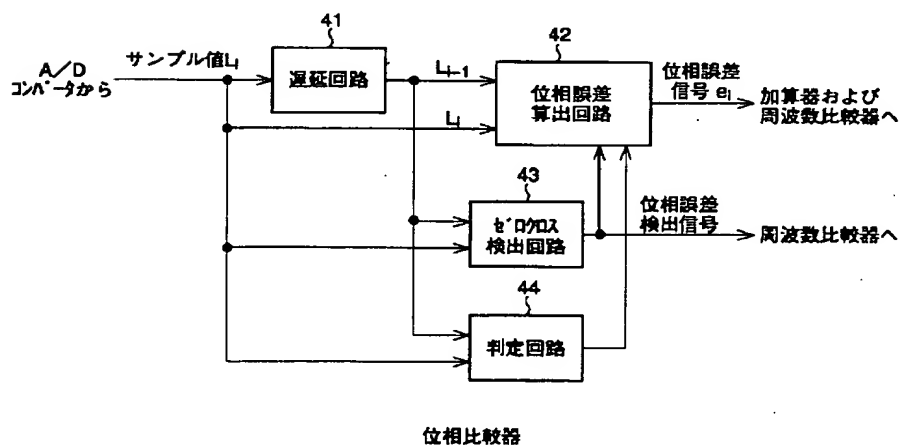 41
A/D
コンバータから
サンプル値Li
遅延回路
Li-1
Li
42
位相誤差
算出回路
位相誤差
信号 ei
加算器および
周波数比較器へ
43
ゼロクロス
検出回路
位相誤差
検出信号
周波数比較器へ
44
判定回路
位相比較器